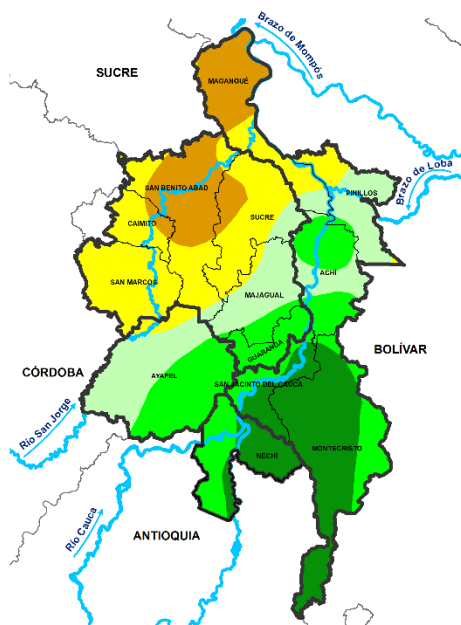 Brazo de Mompós
SUCRE
MAGANGUÉ
Brazo de Loba
SAN BENITO ABAD
PINILLOS
CAIMITO
SUCRE
ACHÍ
SAN MARCOS
MAJAGUAL
BOLÍVAR
GUARANDA
CÓRDOBA
AYAPEL
SAN JACINTO DEL CAUCA
Río San Jorge
MONTECRISTO
NECHÍ
Río Cauca
ANTIOQUIA